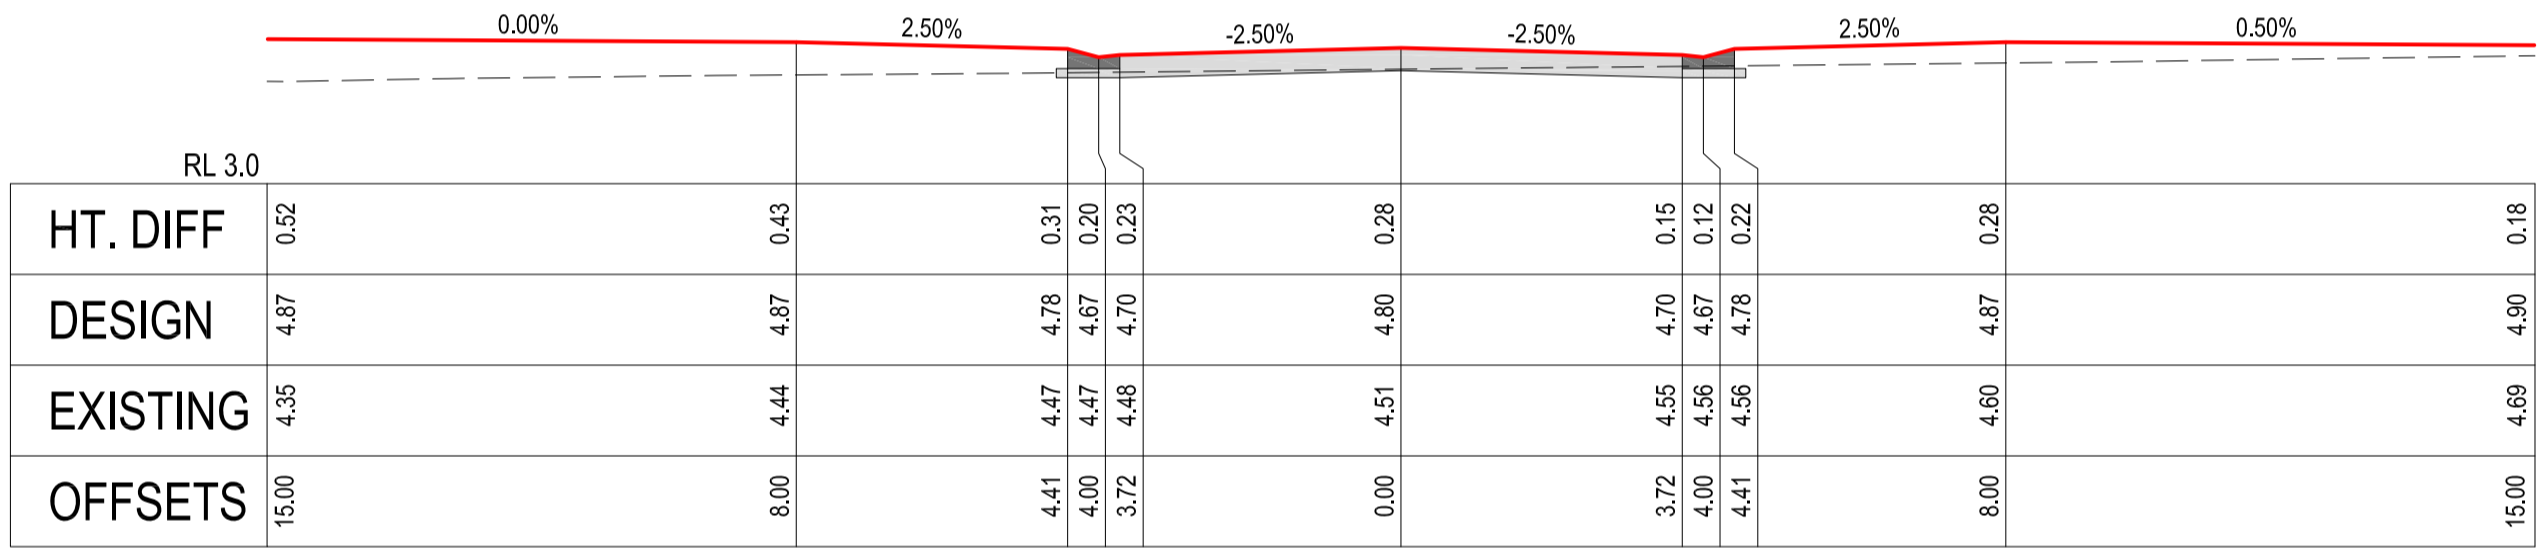 0.00% 2.50% -2.50% -2.50% 2.50% 0.50%
RL 3.0
HT. DIFF 0.52 0.43 0.31 0.20 0.23 0.28 0.15 0.12 0.22 0.28 0.18
DESIGN 4.87 4.87 4.78 4.67 4.70 4.80 4.70 4.67 4.78 4.87 4.90
EXISTING 4.35 4.44 4.47 4.47 4.48 4.51 4.55 4.56 4.56 4.60 4.69
OFFSETS 15.00 8.00 4.41 4.00 3.72 0.00 3.72 4.00 4.41 8.00 15.00